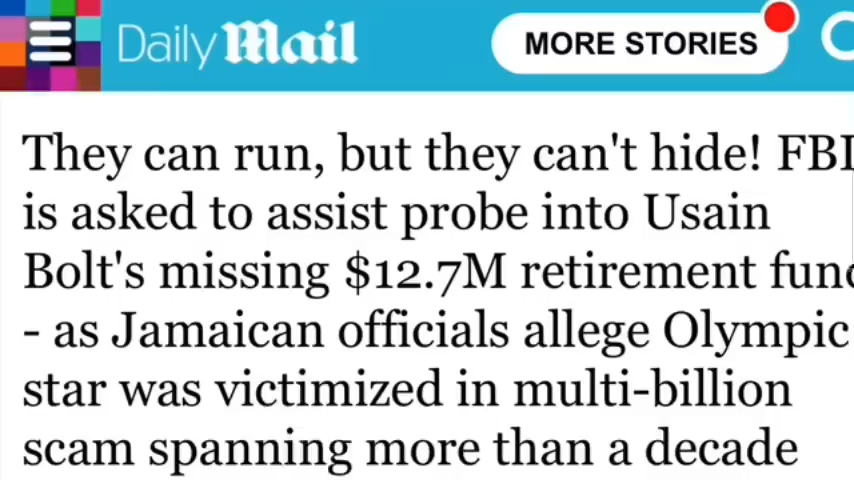 Daily Mail
MORE STORIES
They can run, but they can't hide! FBI
is asked to assist probe into Usain
Bolt's missing $12.7M retirement fund
- as Jamaican officials allege Olympic
star was victimized in multi-billion
scam spanning more than a decade